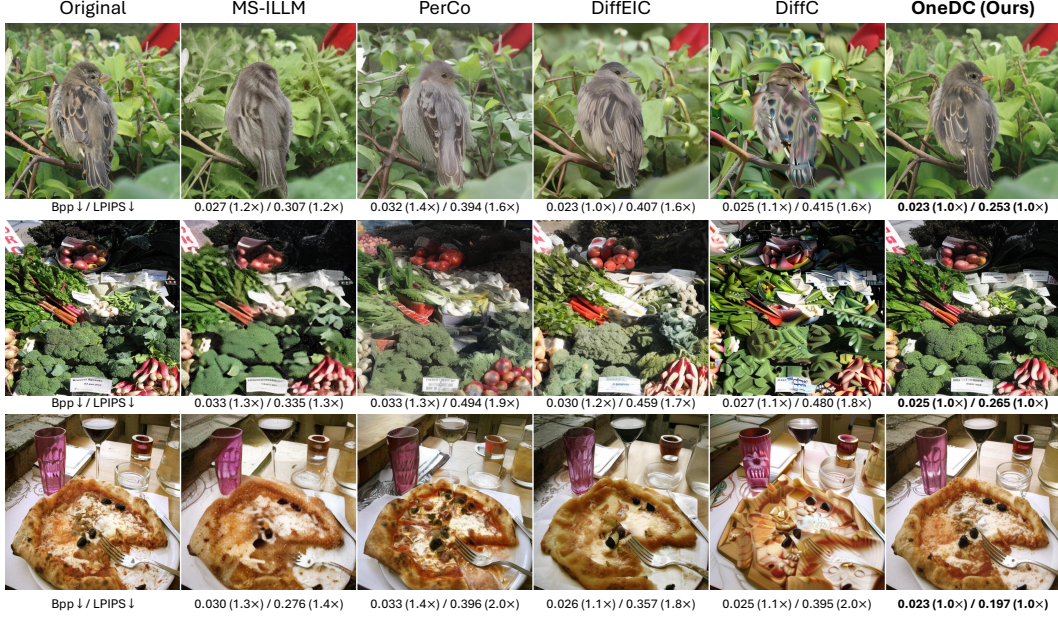 Original MS-ILLM PerCo DiffEIC DiffC OneDC (Ours)
Bpp↓/ LPIPS↓ 0.027 (1.2×) / 0.307 (1.2×) 0.032 (1.4×) / 0.394 (1.6×) 0.023 (1.0×) / 0.407 (1.6×) 0.025 (1.1×) / 0.415 (1.6×) 0.023 (1.0×) / 0.253 (1.0×)
Bpp↓/ LPIPS↓ 0.033 (1.3×) / 0.335 (1.3×) 0.033 (1.3×) / 0.494 (1.9×) 0.030 (1.2×) / 0.459 (1.7×) 0.027 (1.1×) / 0.480 (1.8×) 0.025 (1.0×) / 0.265 (1.0×)
Bpp↓/ LPIPS↓ 0.030 (1.3×) / 0.276 (1.4×) 0.033 (1.4×) / 0.396 (2.0×) 0.026 (1.1×) / 0.357 (1.8×) 0.025 (1.1×) / 0.395 (2.0×) 0.023 (1.0×) / 0.197 (1.0×)